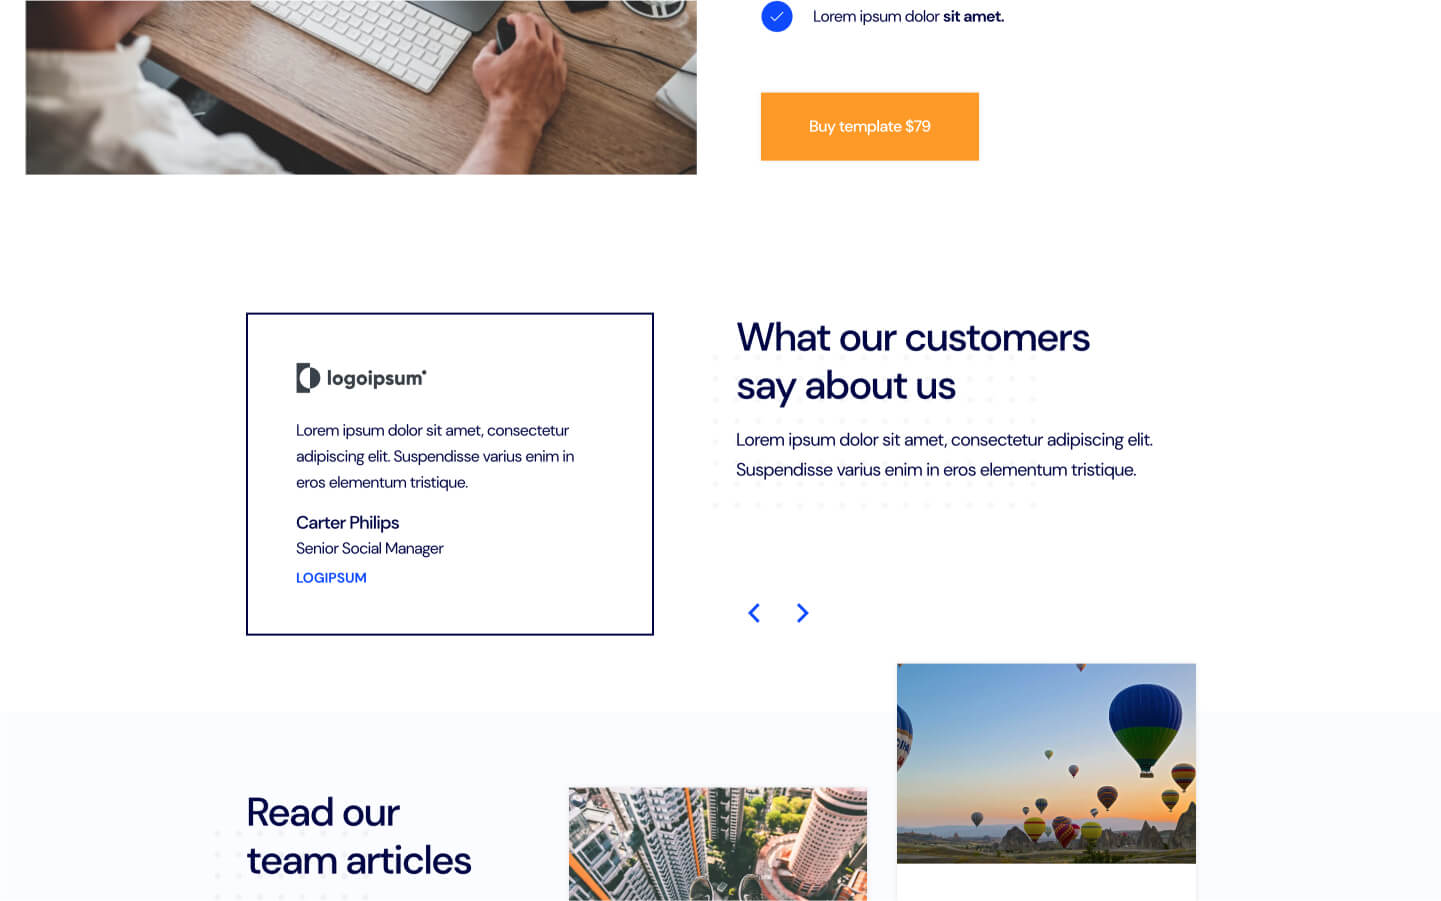 Lorem ipsum dolor sit amet.
Buy template $79
logoipsum
Lorem ipsum dolor sit amet, consectetur
adipiscing elit. Suspendisse varius enim in
eros elementum tristique.
Carter Philips
Senior Social Manager
LOGIPSUM
What our customers
say about us
Lorem ipsum dolor sit amet, consectetur adipiscing elit.
Suspendisse varius enim in eros elementum tristique.
Read our
team articles